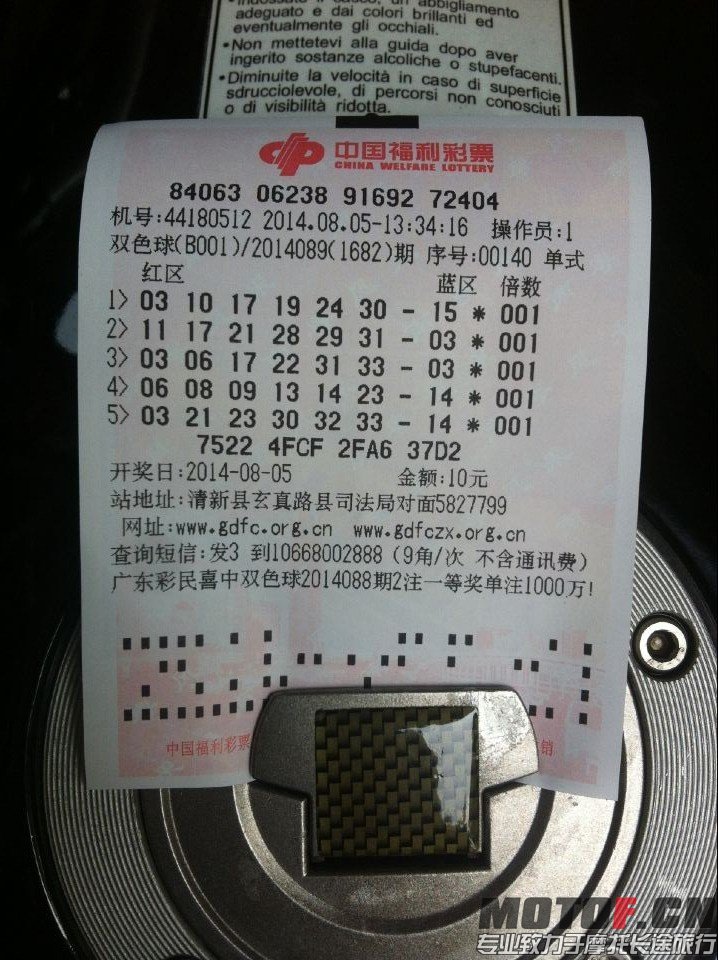 adeguato e dai colori brillanti ed
eventualmente gli occhiali.
•Non mettetevi alla guida dopo aver
ingerito sostanze alcoliche o stupefacenti.
•Diminuite la velocità in caso di superficie
sdrucciolevole, di percorsi non conosciuti
o di visibilità ridotta.
中国福利彩票
CHINA WELFARE LOTTERY
84063 06238 91692 72404
机号:44180512 2014.08.05-13:34:16 操作员:1
双色球(B001)/2014089(1682)期 序号:00140 单式
红区 蓝区 倍数
1> 03 10 17 19 24 30 - 15 * 001
2> 11 17 21 28 29 31 - 03 * 001
3> 03 06 17 22 31 33 - 03 * 001
4> 06 08 09 13 14 23 - 14 * 001
5> 03 21 23 30 32 33 - 14 * 001
7522 4FCF 2FA6 37D2
开奖日:2014-08-05 金额:10元
站地址:清新县玄真路县司法局对面5827799
网址:www.gdfc.org.cn www.gdfczx.org.cn
查询短信:发3 到10668002888 (9角/次 不含通讯费)
广东彩民喜中双色球2014088期2注一等奖单注1000万!
中国福利彩票 销
MOTOF.CN
专业致力于摩托长途旅行